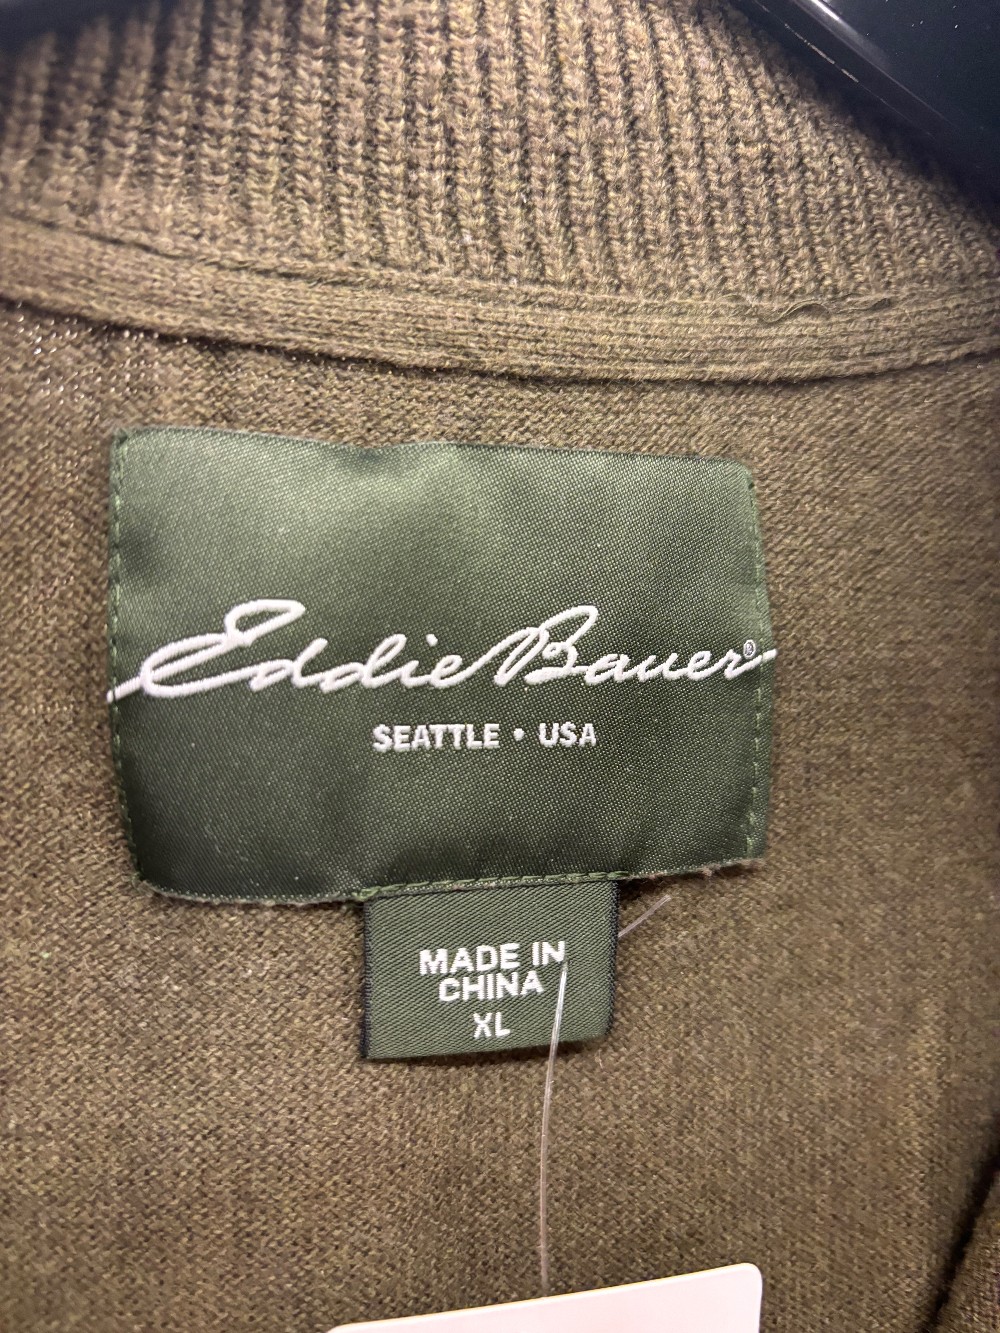 Eddie Bauer®
SEATTLE • USA
MADE IN
CHINA
XL